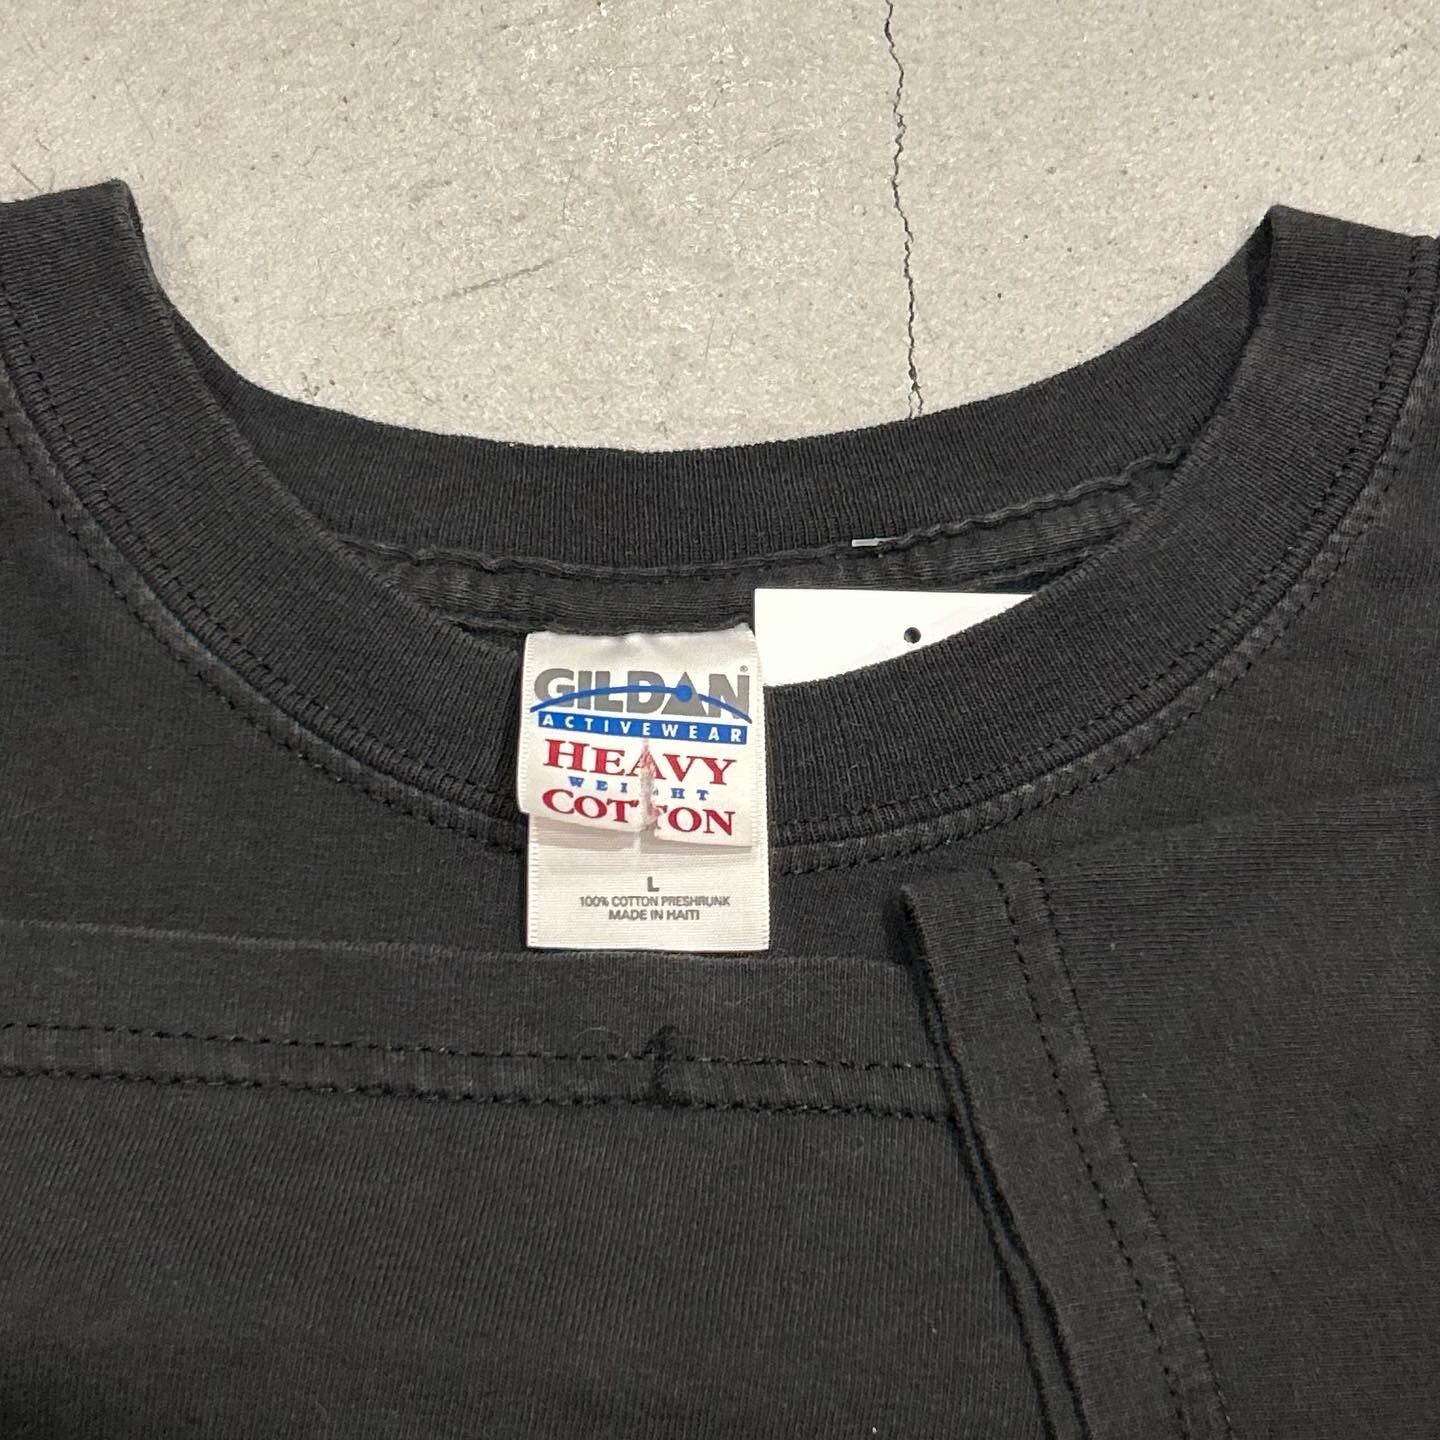 GILDAN®
ACTIVEWEAR
HEAVY
WEIGHT
COTTON
L
100% COTTON PRESHRUNK
MADE IN HAITI